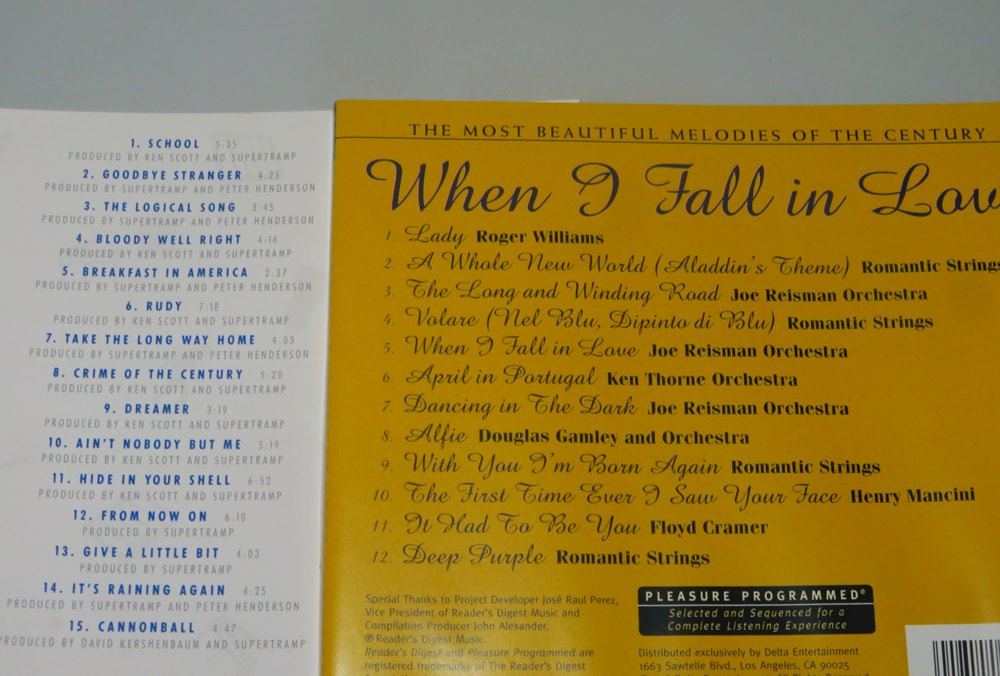 1. SCHOOL 5:35
PRODUCED BY KEN SCOTT AND SUPERTRAMP
2. GOODBYE STRANGER 4:25
PRODUCED BY SUPERTRAMP AND PETER HENDERSON
3. THE LOGICAL SONG 3:45
PRODUCED BY SUPERTRAMP AND PETER HENDERSON
4. BLOODY WELL RIGHT 4:16
PRODUCED BY KEN SCOTT AND SUPERTRAMP
5. BREAKFAST IN AMERICA 2:37
PRODUCED BY SUPERTRAMP AND PETER HENDERSON
6. RUDY 7:18
PRODUCED BY KEN SCOTT AND SUPERTRAMP
7. TAKE THE LONG WAY HOME 4:03
PRODUCED BY SUPERTRAMP AND PETER HENDERSON
8. CRIME OF THE CENTURY 5:20
PRODUCED BY KEN SCOTT AND SUPERTRAMP
9. DREAMER 3:19
PRODUCED BY KEN SCOTT AND SUPERTRAMP
10. AIN'T NOBODY BUT ME 5:19
PRODUCED BY KEN SCOTT AND SUPERTRAMP
11. HIDE IN YOUR SHELL 6:52
PRODUCED BY KEN SCOTT AND SUPERTRAMP
12. FROM NOW ON 6:10
PRODUCED BY SUPERTRAMP
13. GIVE A LITTLE BIT 4:03
PRODUCED BY SUPERTRAMP
14. IT'S RAINING AGAIN 4:25
PRODUCED BY SUPERTRAMP AND PETER HENDERSON
15. CANNONBALL 4:47
PRODUCED BY DAVID KERSHENBAUM AND SUPERTRAMP
THE MOST BEAUTIFUL MELODIES OF THE CENTURY
When I Fall in Lov
1. Lady Roger Williams
2. A Whole New World (Aladdin's Theme) Romantic Strings
3. The Long and Winding Road Joe Reisman Orchestra
4. Volare (Nel Blu, Dipinto di Blu) Romantic Strings
5. When I Fall in Love Joe Reisman Orchestra
6. April in Portugal Ken Thorne Orchestra
7. Dancing in The Dark Joe Reisman Orchestra
8. Alfie Douglas Gamley and Orchestra
9. With You I'm Born Again Romantic Strings
10. The First Time Ever I Saw Your Face Henry Mancini
11. It Had To Be You Floyd Cramer
12. Deep Purple Romantic Strings
Special Thanks to Project Developer José Raul Perez,
Vice President of Reader's Digest Music and
Compilation Producer John Alexander.
℗ Reader's Digest Music.
Reader's Digest and Pleasure Programmed are
registered trademarks of The Reader's Digest
PLEASURE PROGRAMMED®
Selected and Sequenced for a
Complete Listening Experience
Distributed exclusively by Delta Entertainment
1663 Sawtelle Blvd., Los Angeles, CA 90025